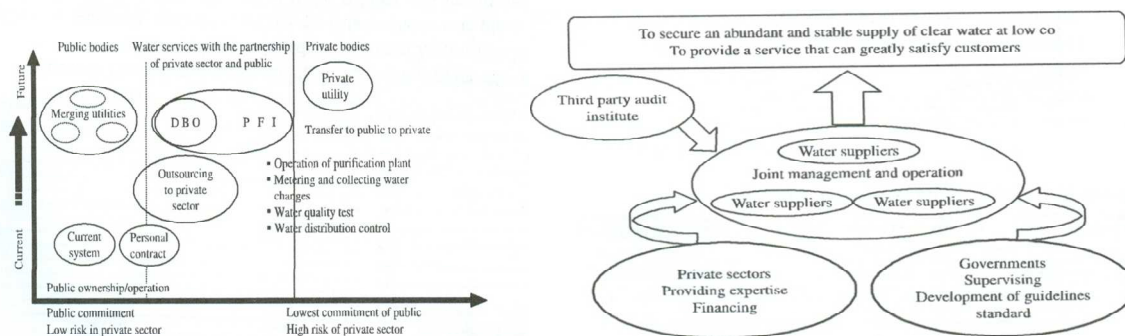 Public bodies
Water services with the partnership
of private sector and public
Private bodies
Future
Current
Merging utilities
D B O
P F I
Private
utility
Transfer to public to private
Outsourcing
to private
sector
▪ Operation of purification plant
▪ Metering and collecting water
changes
▪ Water quality test
▪ Water distribution control
Current
system
Personal
contract
Public ownership/operation
Public commitment
Low risk in private sector
Lowest commitment of public
High risk of private sector
To secure an abundant and stable supply of clear water at low co
To provide a service that can greatly satisfy customers
Third party audit
institute
Water suppliers
Joint management and operation
Water suppliers
Water suppliers
Private sectors
Providing expertise
Financing
Governments
Supervising
Development of guidelines
standard